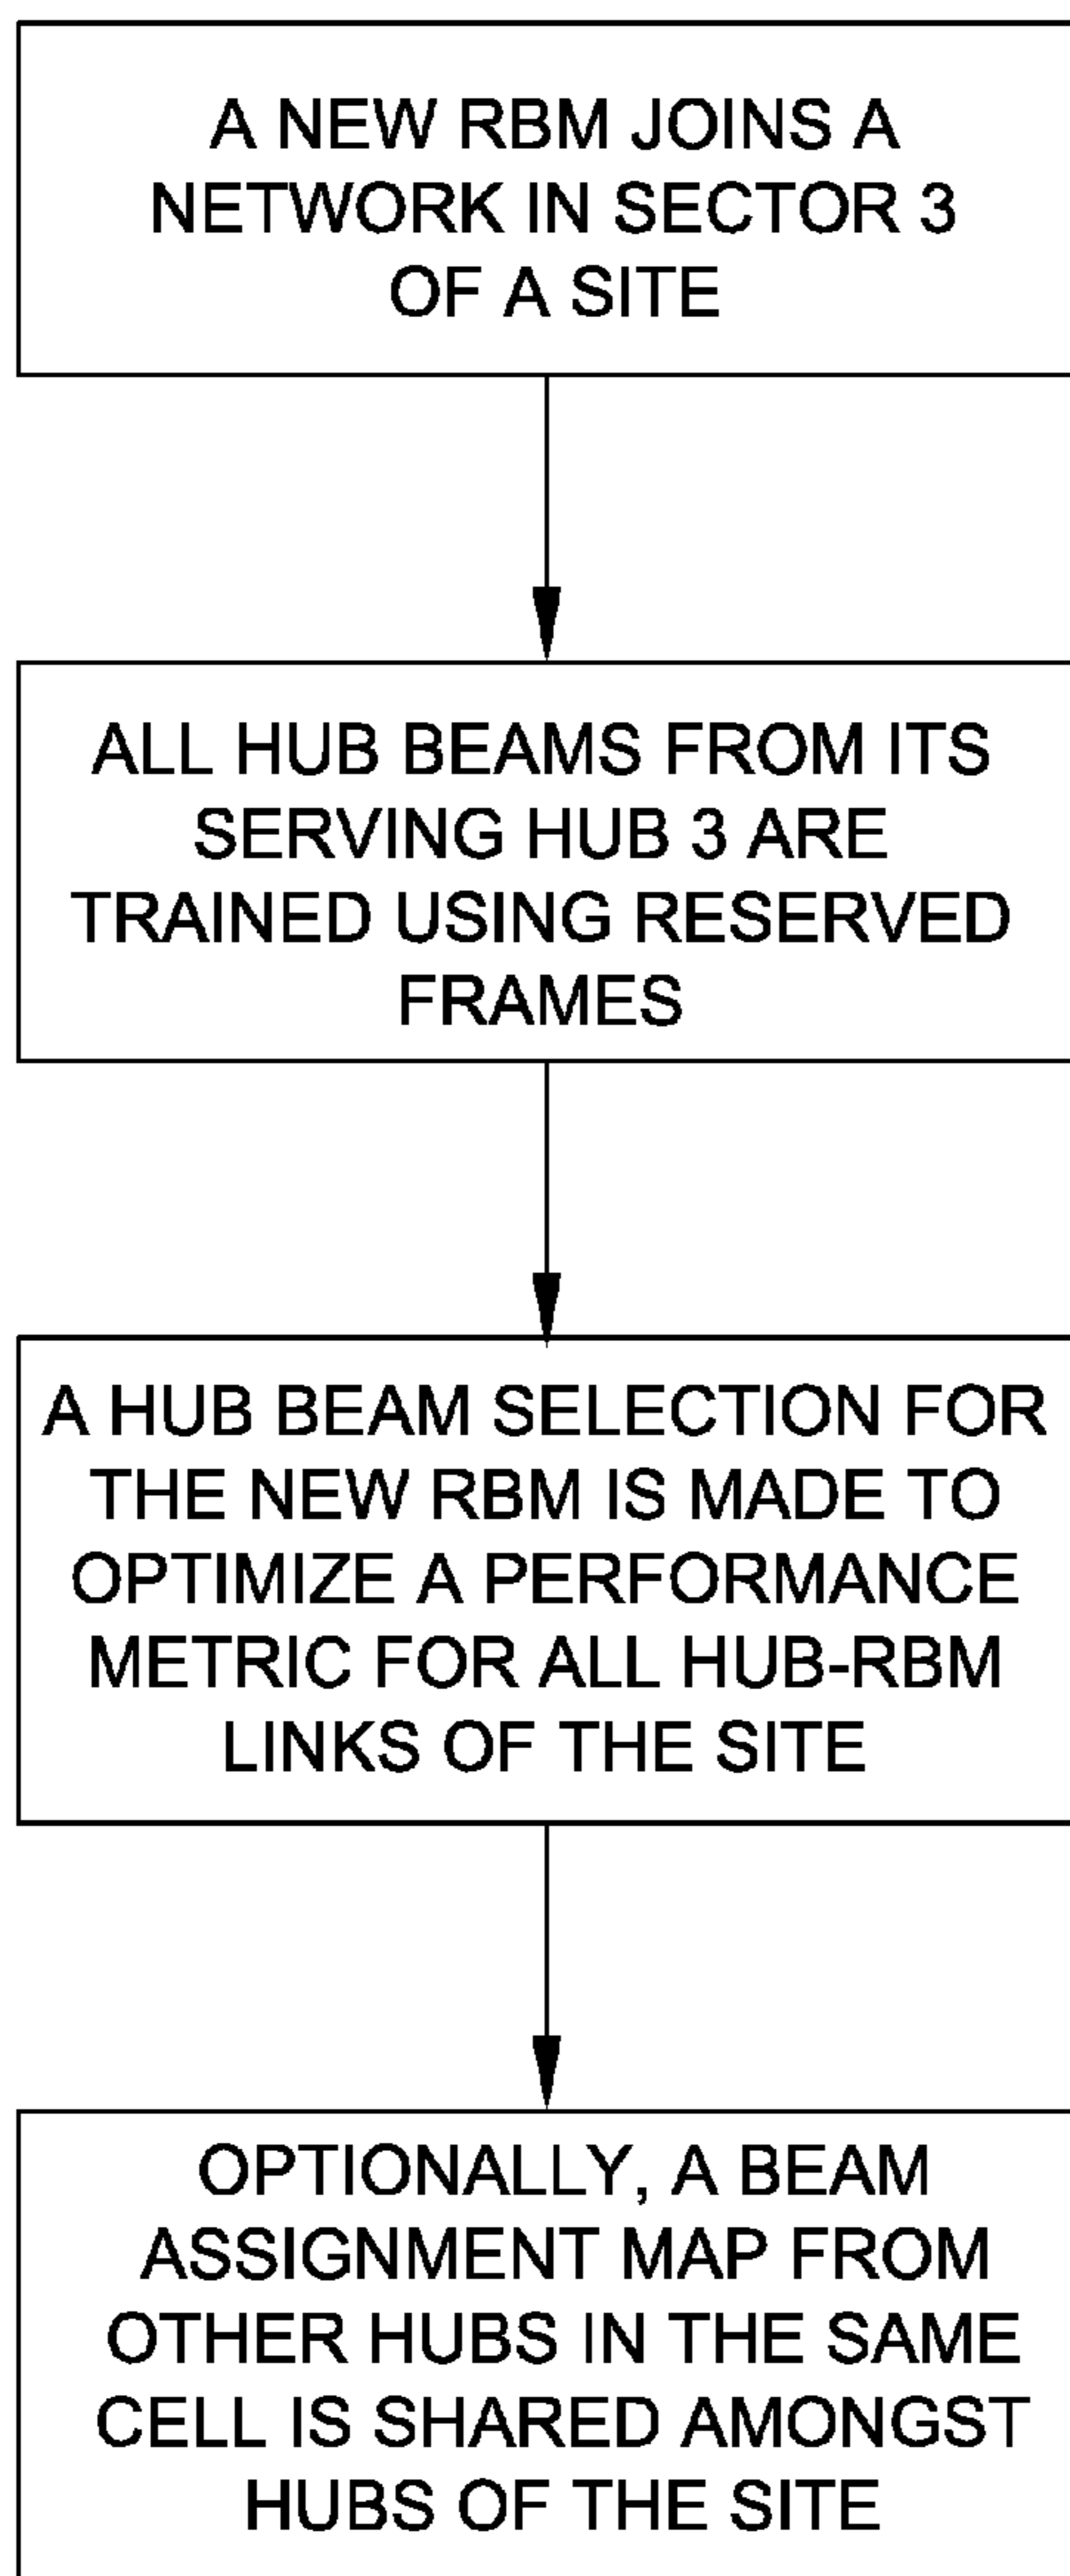 A NEW RBM JOINS A
NETWORK IN SECTOR 3
OF A SITE
ALL HUB BEAMS FROM ITS
SERVING HUB 3 ARE
TRAINED USING RESERVED
FRAMES
A HUB BEAM SELECTION FOR
THE NEW RBM IS MADE TO
OPTIMIZE A PERFORMANCE
METRIC FOR ALL HUB-RBM
LINKS OF THE SITE
OPTIONALLY, A BEAM
ASSIGNMENT MAP FROM
OTHER HUBS IN THE SAME
CELL IS SHARED AMONGST
HUBS OF THE SITE